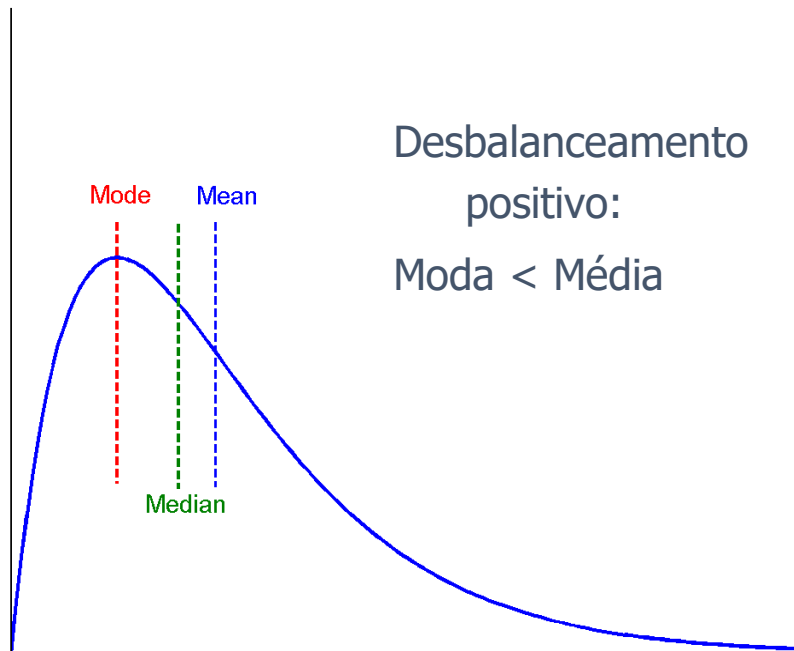 Desbalanceamento
positivo:
Moda < Média
Mode
Mean
Median